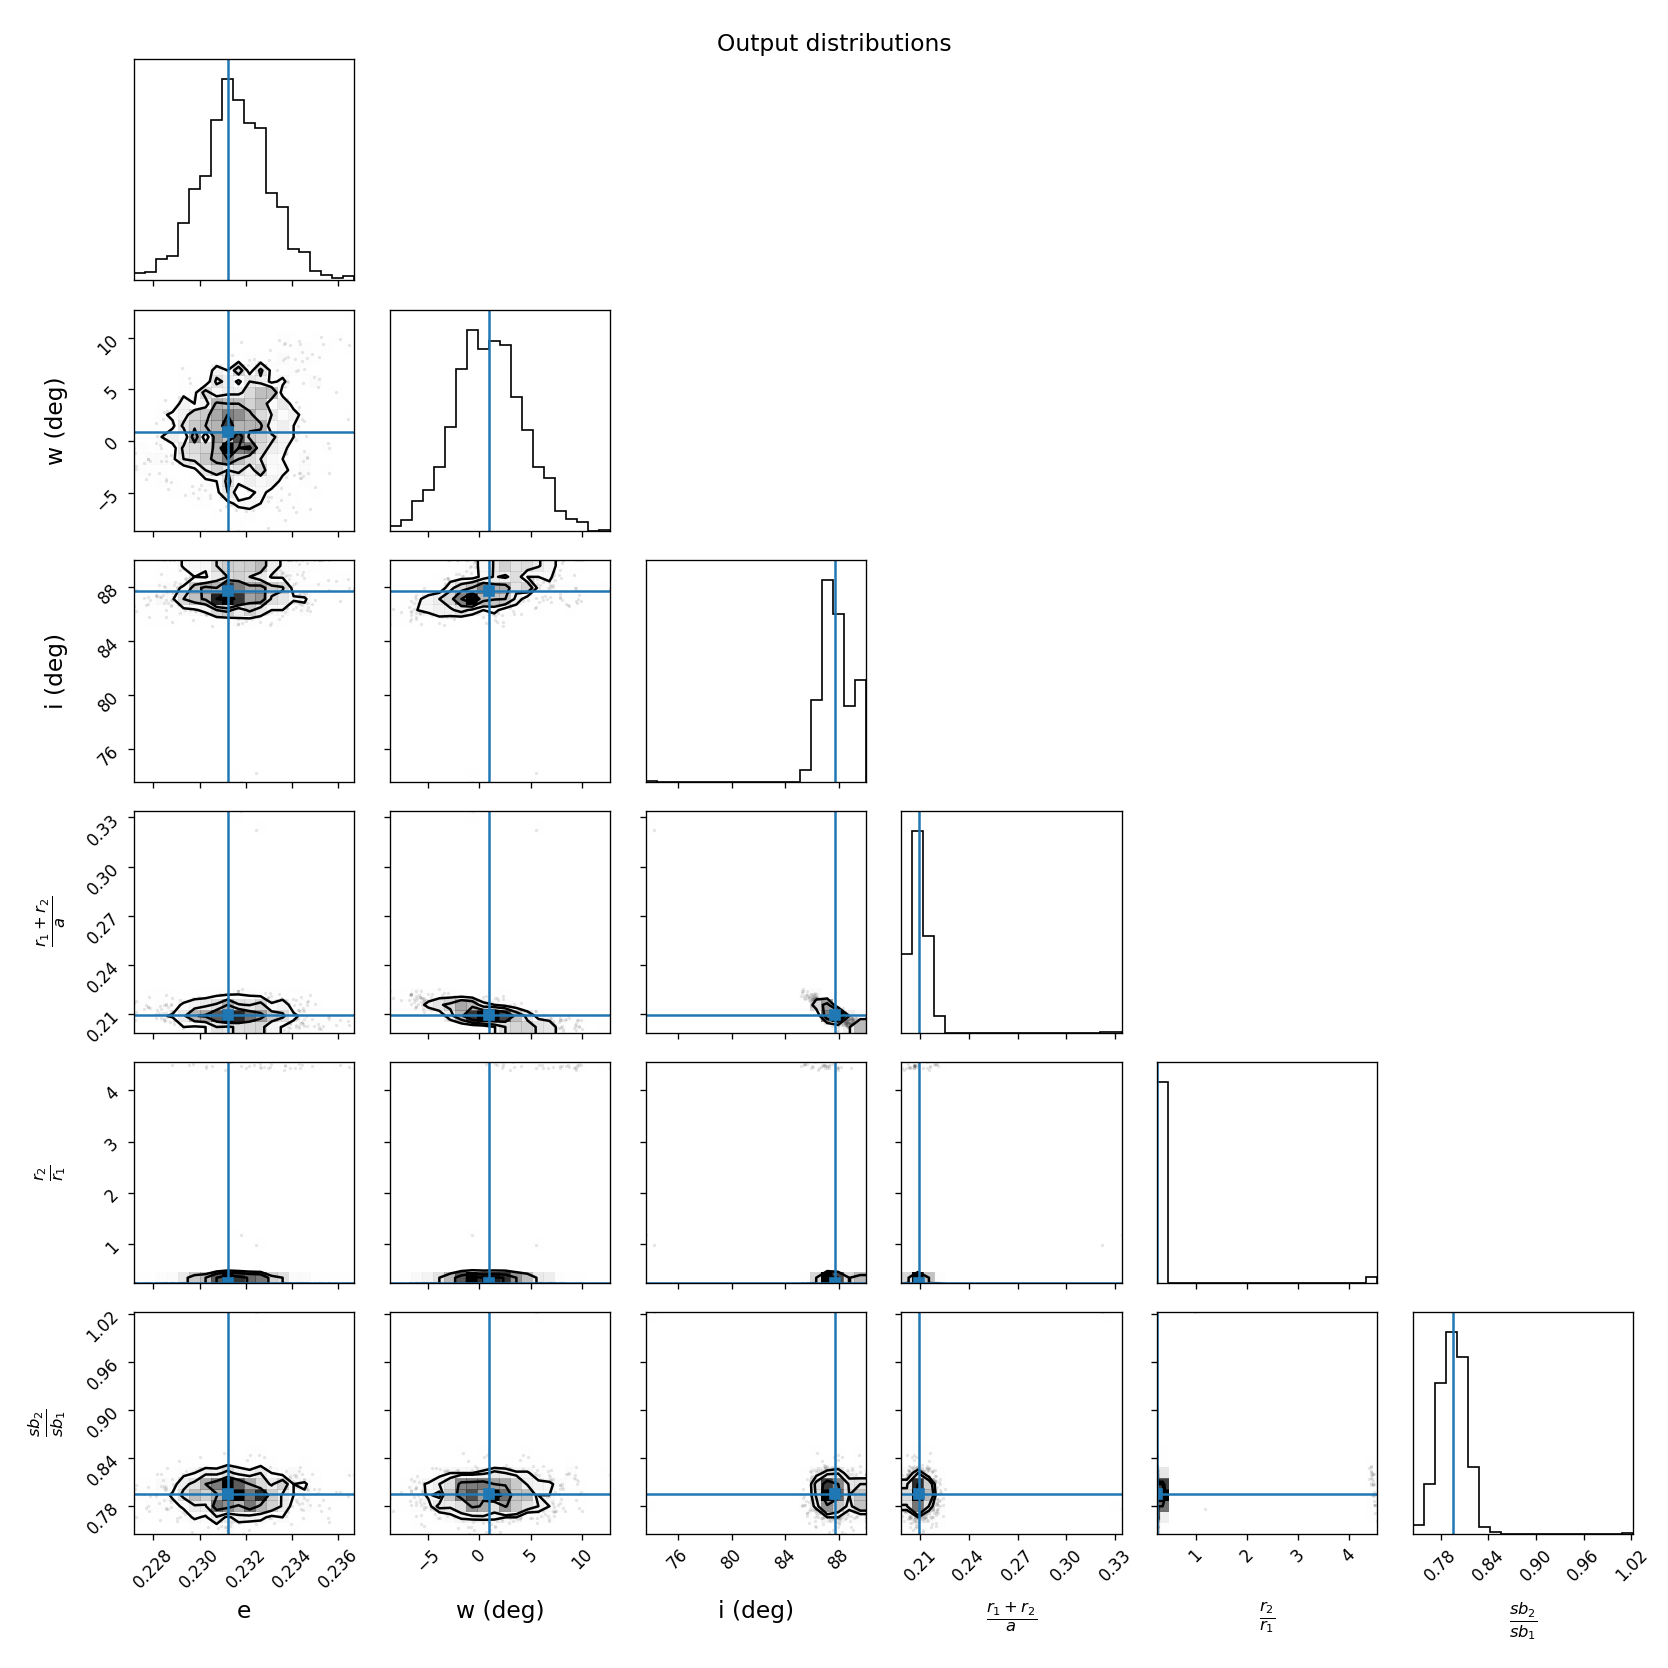 Output distributions
w (deg)
10
5
0
−5
i (deg)
88
84
80
76
r₁ + r₂
a
0.33
0.30
0.27
0.24
0.21
r₂
r₁
4
3
2
1
sb₂
sb₁
1.02
0.96
0.90
0.84
0.78
0.228 0.230 0.232 0.234 0.236
−5 0 5 10
76 80 84 88
0.21 0.24 0.27 0.30 0.33
1 2 3 4
0.78 0.84 0.90 0.96 1.02
e
w (deg)
i (deg)
r₁ + r₂
a
r₂
r₁
sb₂
sb₁